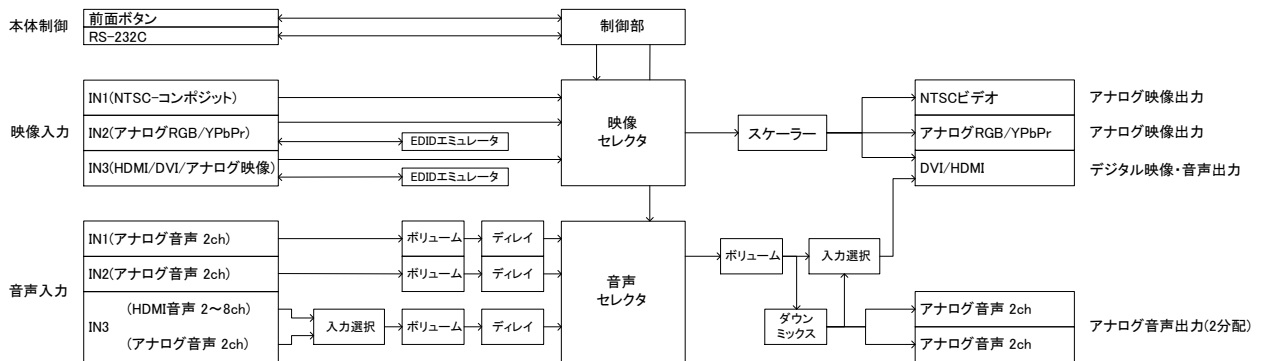 本体制御
前面ボタン
RS-232C
制御部
映像入力
IN1(NTSC-コンポジット)
IN2(アナログRGB/YPbPr)
EDIDエミュレータ
IN3(HDMI/DVI/アナログ映像)
EDIDエミュレータ
映像
セレクタ
スケーラー
NTSCビデオ
アナログ映像出力
アナログRGB/YPbPr
アナログ映像出力
DVI/HDMI
デジタル映像・音声出力
音声入力
IN1(アナログ音声 2ch)
ボリューム
ディレイ
IN2(アナログ音声 2ch)
ボリューム
ディレイ
IN3
(HDMI音声 2～8ch)
(アナログ音声 2ch)
入力選択
ボリューム
ディレイ
音声
セレクタ
ボリューム
入力選択
ダウン
ミックス
アナログ音声 2ch
アナログ音声 2ch
アナログ音声出力(2分配)